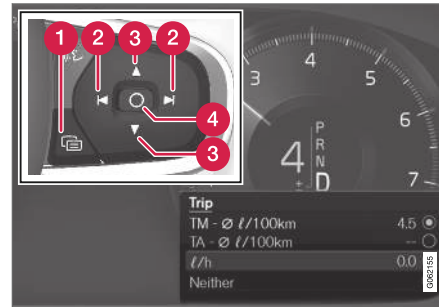 1
2
3
2
4
3
3
4
5
6
7
P
R
N
D
4
±
D
Trip
TM - Ø ℓ/100km 4.5
TA - Ø ℓ/100km --
ℓ/h 0.0
Neither
G062155